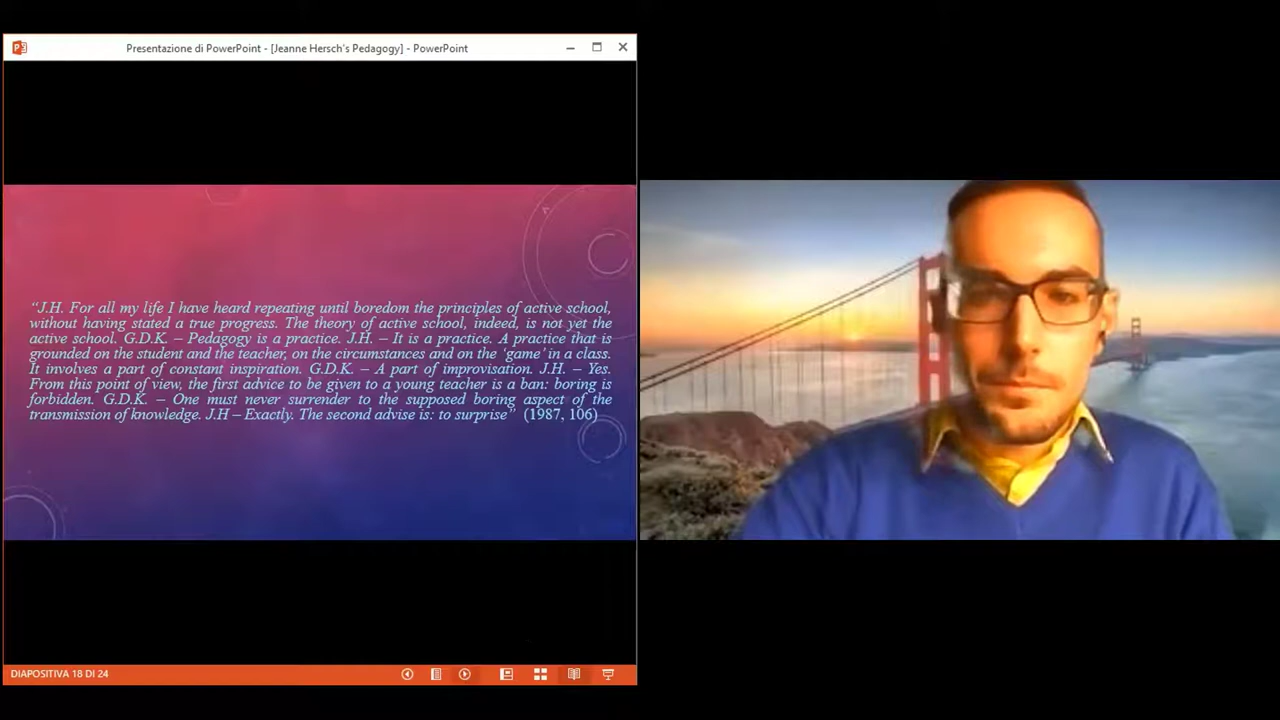 Presentazione di PowerPoint - [Jeanne Hersch's Pedagogy] - PowerPoint
“J.H. For all my life I have heard repeating until boredom the principles of active school,
without having stated a true progress. The theory of active school, indeed, is not yet the
active school. G.D.K. – Pedagogy is a practice. J.H. – It is a practice. A practice that is
grounded on the student and the teacher, on the circumstances and on the ‘game’ in a class.
It involves a part of constant inspiration. G.D.K. – A part of improvisation. J.H. – Yes.
From this point of view, the first advice to be given to a young teacher is a ban: boring is
forbidden. G.D.K. – One must never surrender to the supposed boring aspect of the
transmission of knowledge. J.H – Exactly. The second advise is: to surprise” (1987, 106)
DIAPOSITIVA 18 DI 24